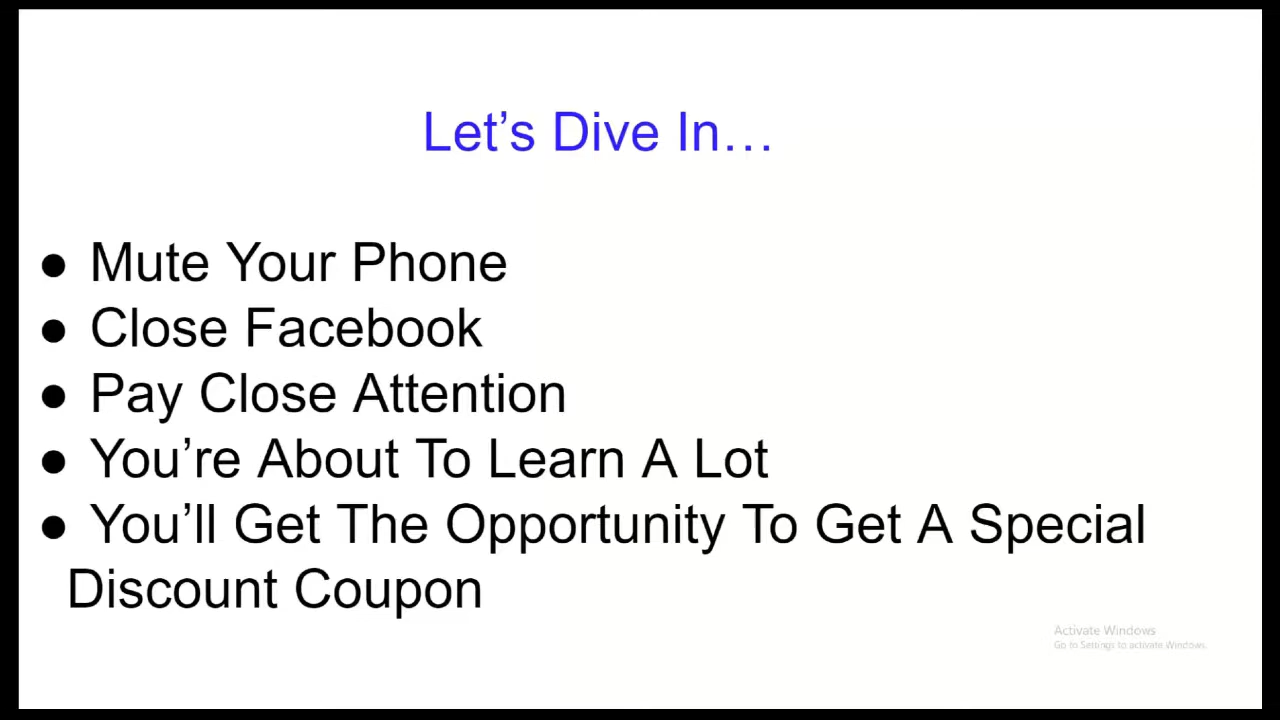 Let’s Dive In…
● Mute Your Phone
● Close Facebook
● Pay Close Attention
● You’re About To Learn A Lot
● You’ll Get The Opportunity To Get A Special
Discount Coupon
Activate Windows
Go to Settings to activate Windows.